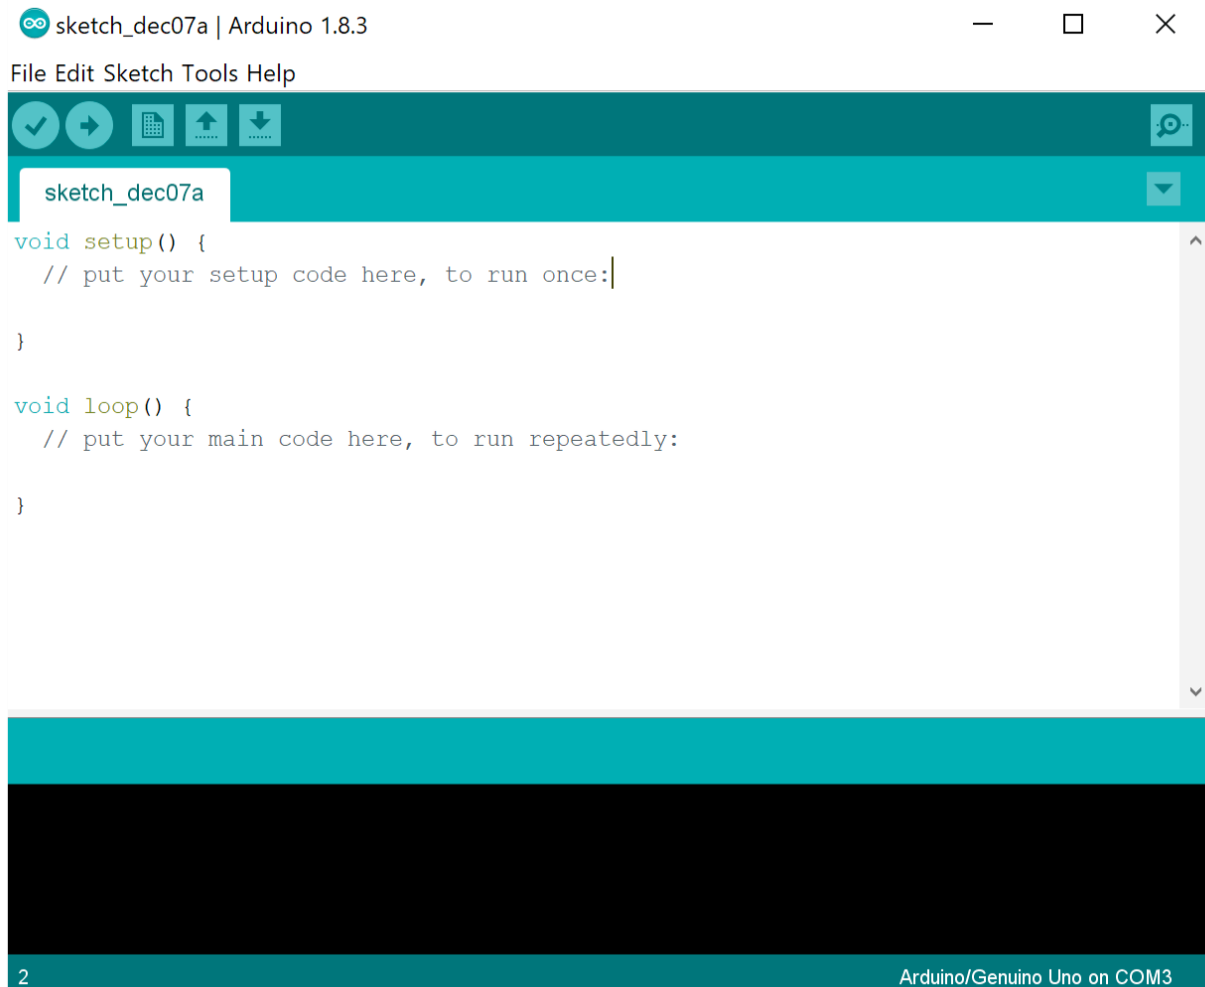 sketch_dec07a | Arduino 1.8.3
File Edit Sketch Tools Help
sketch_dec07a
void setup() {
  // put your setup code here, to run once:
}
void loop() {
  // put your main code here, to run repeatedly:
}
2
Arduino/Genuino Uno on COM3